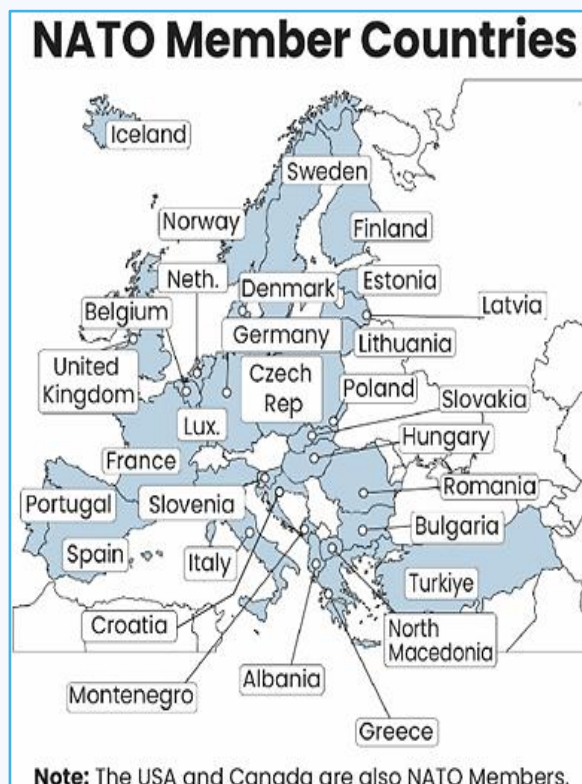 NATO Member Countries
Iceland
Sweden
Norway
Finland
Neth.
Denmark
Estonia
Belgium
Latvia
Germany
Lithuania
United
Kingdom
Czech
Rep
Poland
Slovakia
Lux.
Hungary
France
Romania
Portugal
Slovenia
Bulgaria
Spain
Italy
Turkiye
Croatia
North
Macedonia
Albania
Montenegro
Greece
Note: The USA and Canada are also NATO Members.